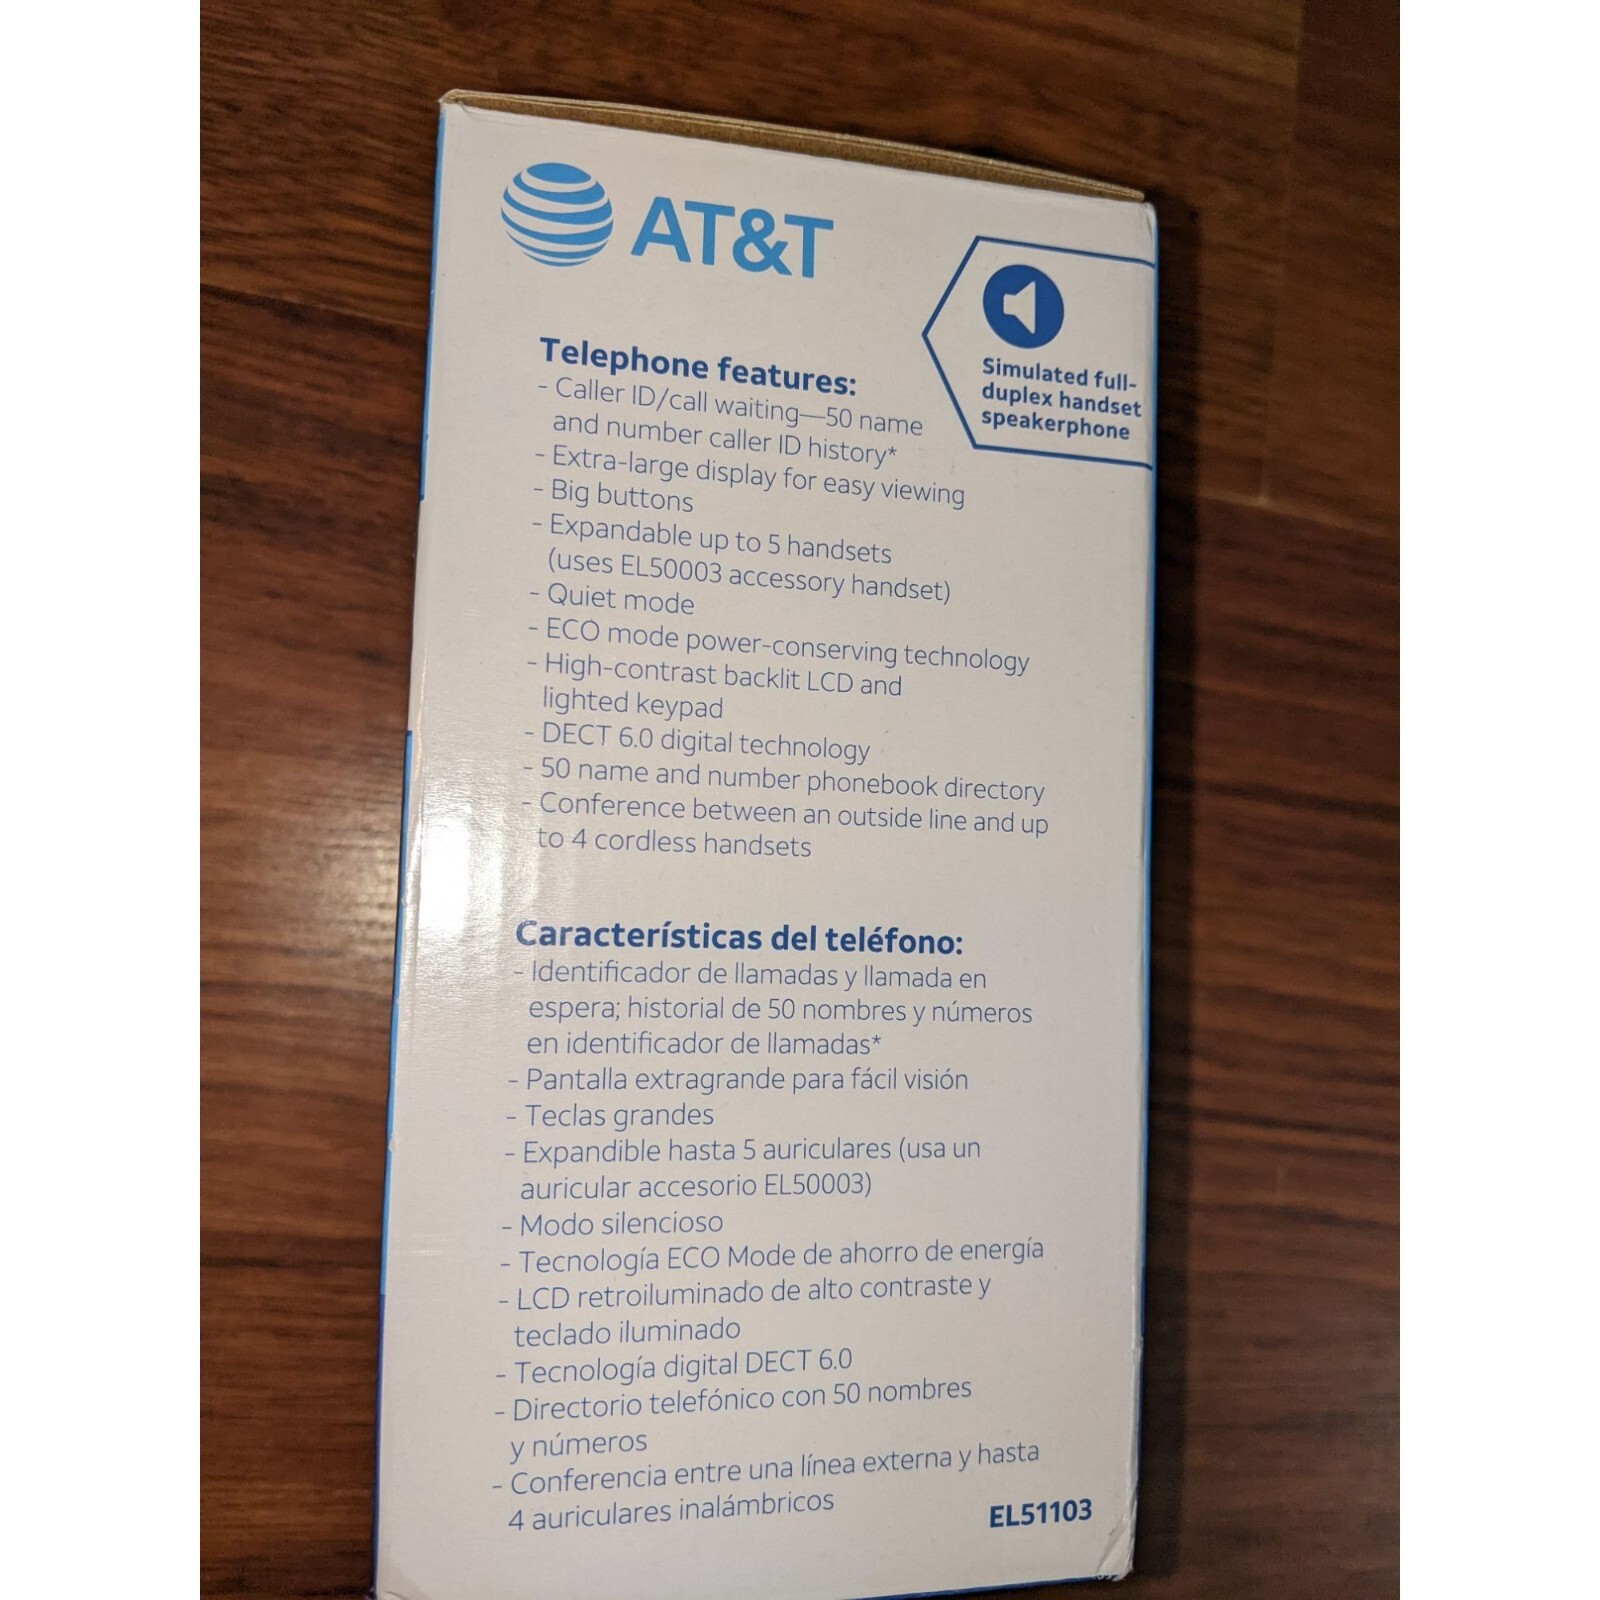 AT&T
Simulated full-
duplex handset
speakerphone
Telephone features:
- Caller ID/call waiting—50 name
and number caller ID history*
- Extra-large display for easy viewing
- Big buttons
- Expandable up to 5 handsets
(uses EL50003 accessory handset)
- Quiet mode
- ECO mode power-conserving technology
- High-contrast backlit LCD and
lighted keypad
- DECT 6.0 digital technology
- 50 name and number phonebook directory
- Conference between an outside line and up
to 4 cordless handsets
Características del teléfono:
- Identificador de llamadas y llamada en
espera; historial de 50 nombres y números
en identificador de llamadas*
- Pantalla extragrande para fácil visión
- Teclas grandes
- Expandible hasta 5 auriculares (usa un
auricular accesorio EL50003)
- Modo silencioso
- Tecnología ECO Mode de ahorro de energía
- LCD retroiluminado de alto contraste y
teclado iluminado
- Tecnología digital DECT 6.0
- Directorio telefónico con 50 nombres
y números
- Conferencia entre una línea externa y hasta
4 auriculares inalámbricos
EL51103